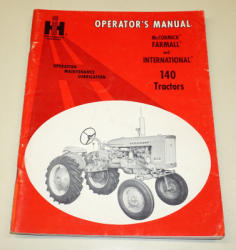 OPERATOR'S MANUAL
McCORMICK
FARMALL
and
INTERNATIONAL
140
Tractors
OPERATION
MAINTENANCE
LUBRICATION